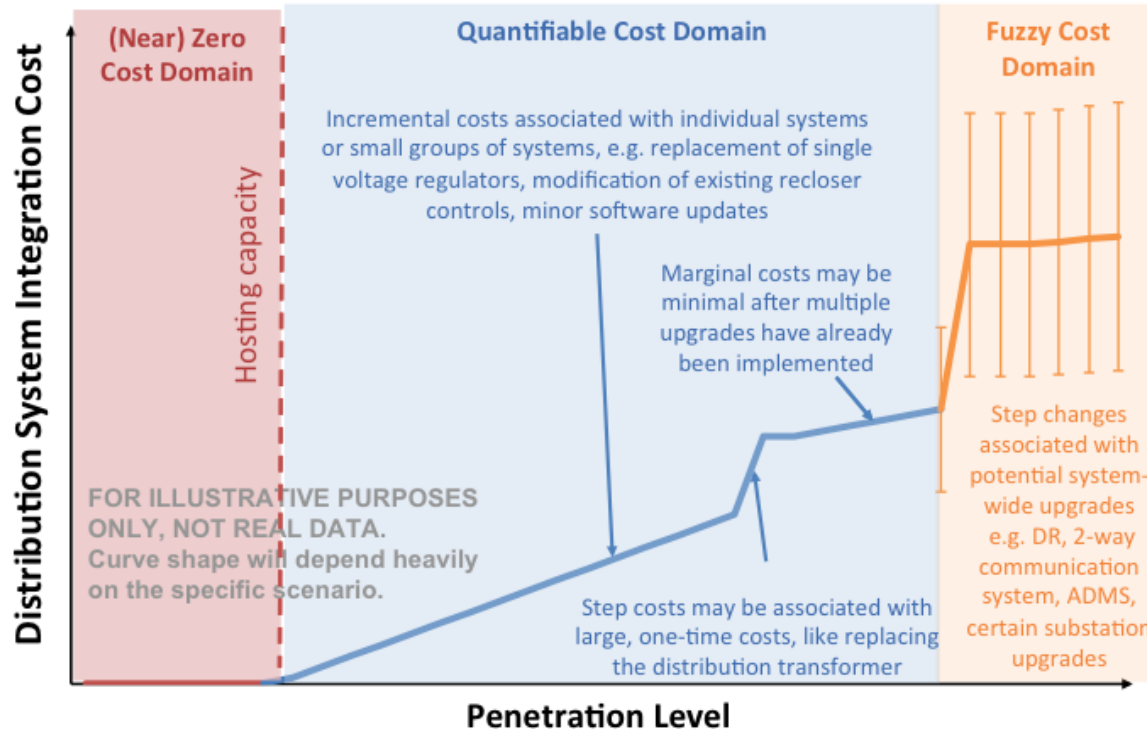 (Near) Zero
Cost Domain
Quantifiable Cost Domain
Fuzzy Cost
Domain
Distribution System Integration Cost
Hosting capacity
Incremental costs associated with individual systems
or small groups of systems, e.g. replacement of single
voltage regulators, modification of existing recloser
controls, minor software updates
Marginal costs may be
minimal after multiple
upgrades have already
been implemented
Step changes
associated with
potential system-
wide upgrades
e.g. DR, 2-way
communication
system, ADMS,
certain substation
upgrades
FOR ILLUSTRATIVE PURPOSES
ONLY, NOT REAL DATA.
Curve shape will depend heavily
on the specific scenario.
Step costs may be associated with
large, one-time costs, like replacing
the distribution transformer
Penetration Level